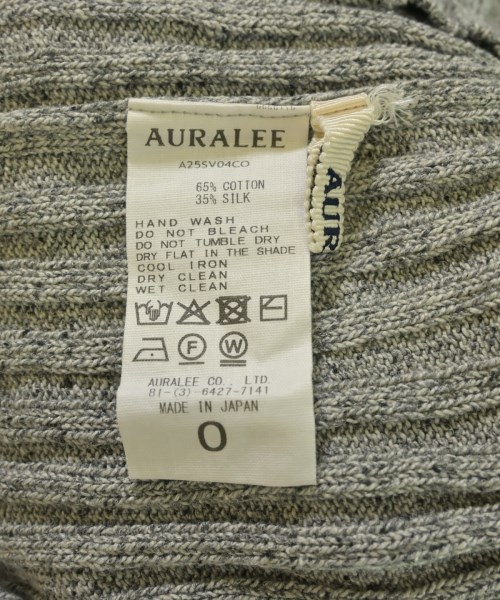 AURALEE
A25SV04CO
65% COTTON
35% SILK
HAND WASH
DO NOT BLEACH
DO NOT TUMBLE DRY
DRY FLAT IN THE SHADE
COOL IRON
DRY CLEAN
WET CLEAN
F
W
AURALEE CO., LTD.
81-(3)-6427-7141
MADE IN JAPAN
0
AUR